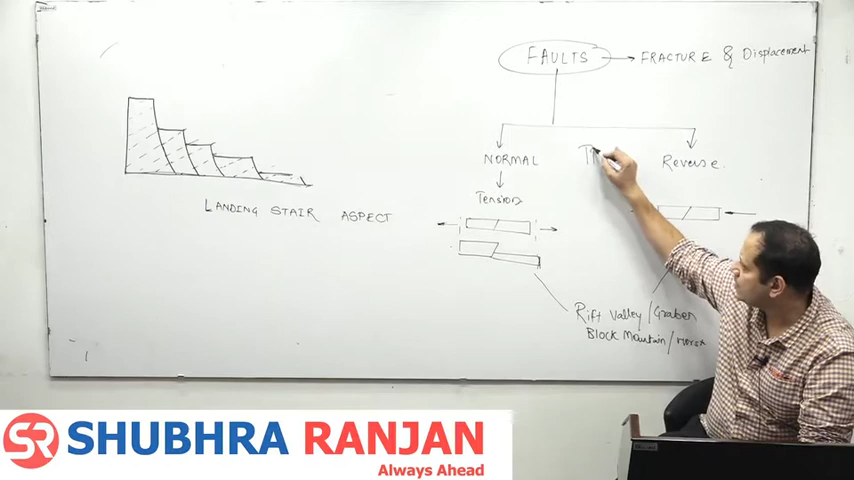 FAULTS
FRACTURE & Displacement
NORMAL
Reverse.
Tension
LANDING STAIR ASPECT
Rift Valley/Graben
Block Mountain/Horst
SR
SHUBHRA RANJAN
Always Ahead